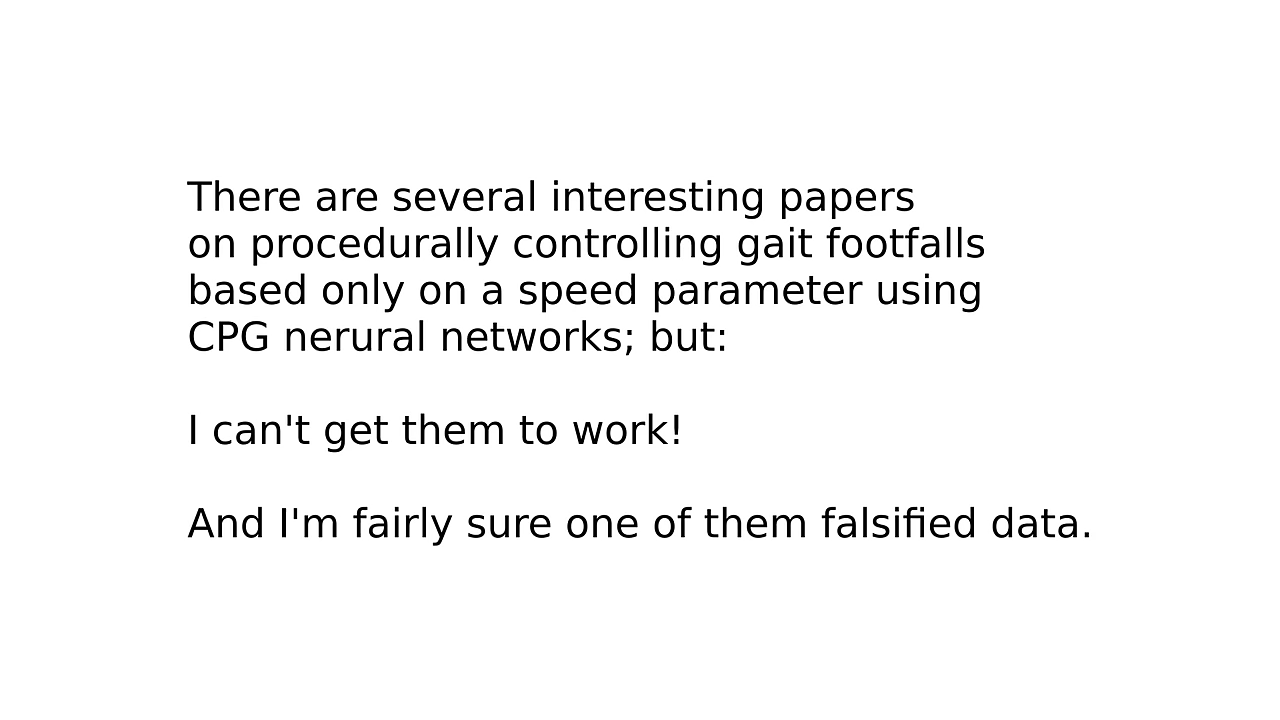 There are several interesting papers
on procedurally controlling gait footfalls
based only on a speed parameter using
CPG nerural networks; but:
I can't get them to work!
And I'm fairly sure one of them falsified data.